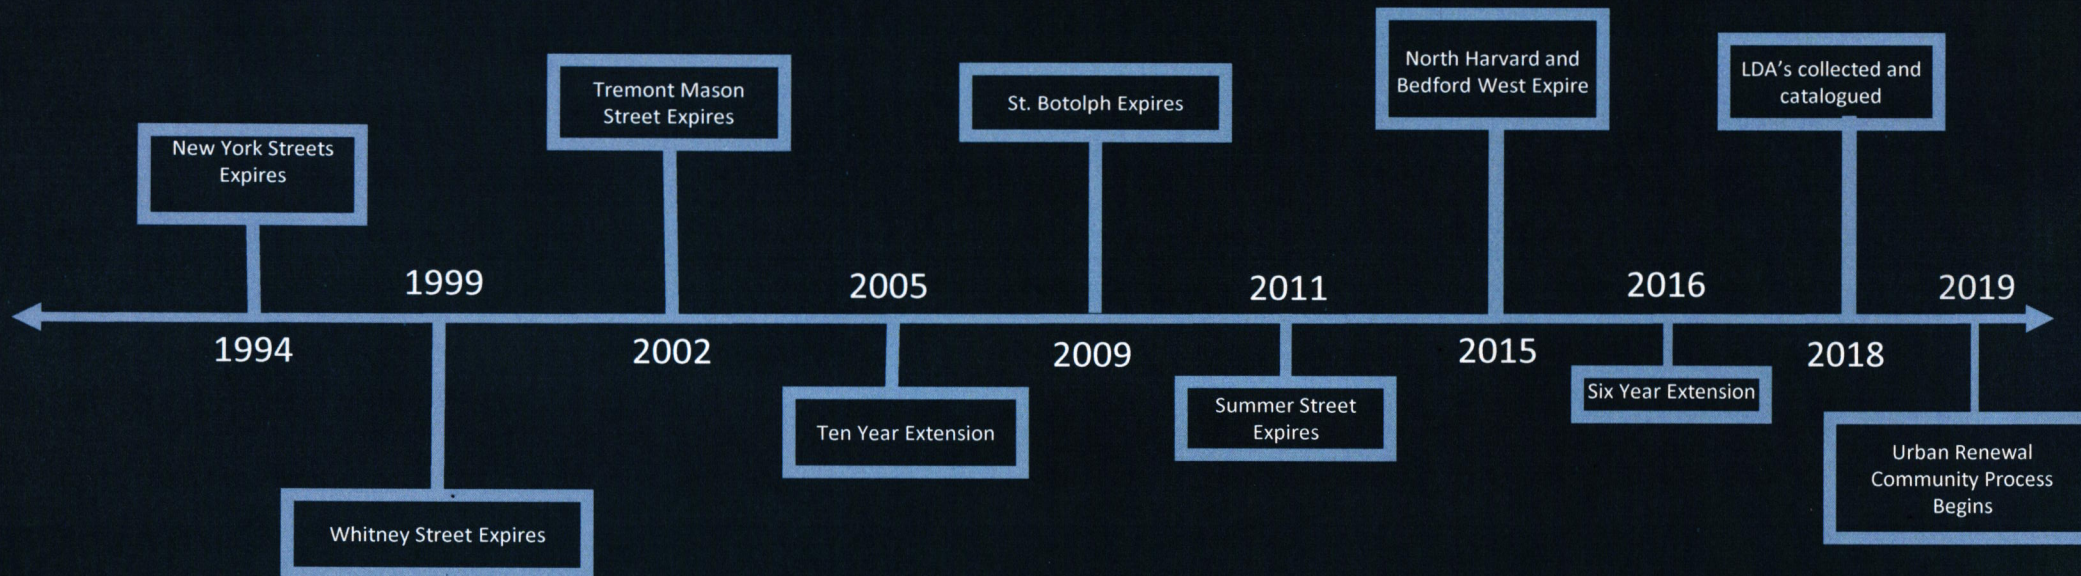 New York Streets
Expires
1994
1999
Whitney Street Expires
Tremont Mason
Street Expires
2002
2005
Ten Year Extension
St. Botolph Expires
2009
2011
Summer Street
Expires
North Harvard and
Bedford West Expire
2015
2016
Six Year Extension
LDA's collected and
catalogued
2018
2019
Urban Renewal
Community Process
Begins